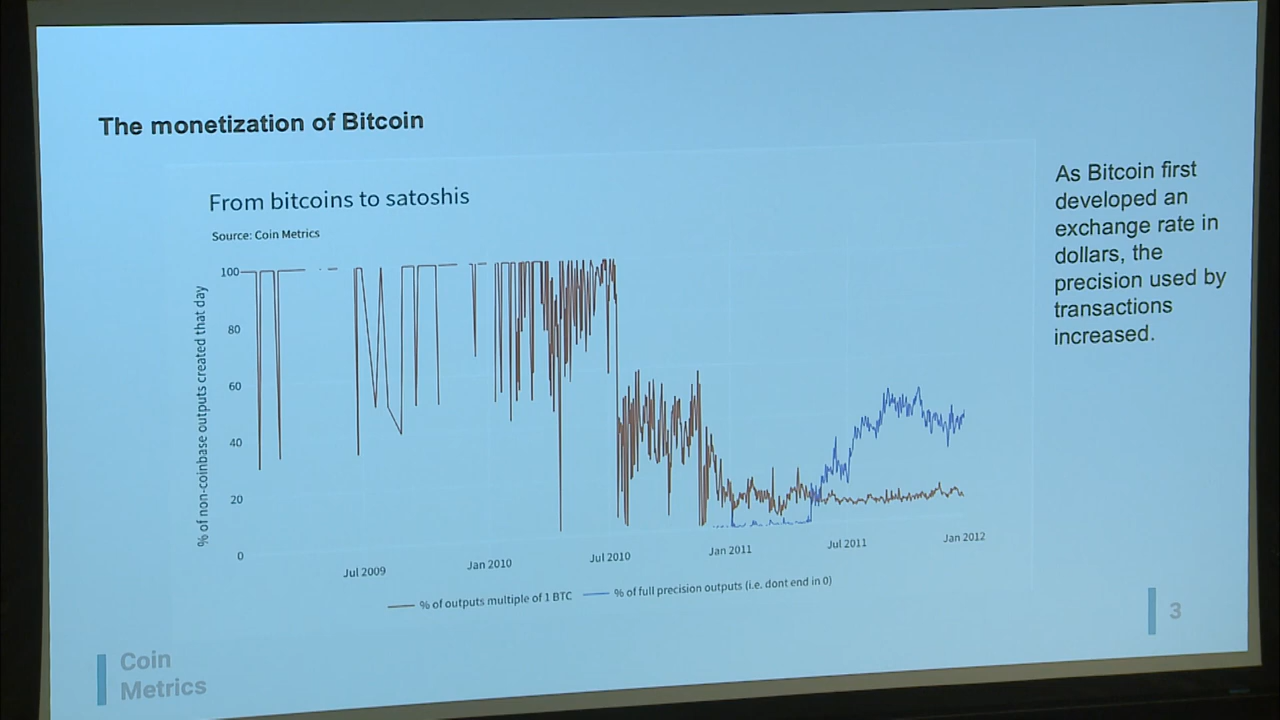 The monetization of Bitcoin
From bitcoins to satoshis
Source: Coin Metrics
% of non-coinbase outputs created that day
100
80
60
40
20
0
Jul 2009
Jan 2010
Jul 2010
Jan 2011
Jul 2011
Jan 2012
% of outputs multiple of 1 BTC
% of full precision outputs (i.e. dont end in 0)
As Bitcoin first
developed an
exchange rate in
dollars, the
precision used by
transactions
increased.
Coin
Metrics
3